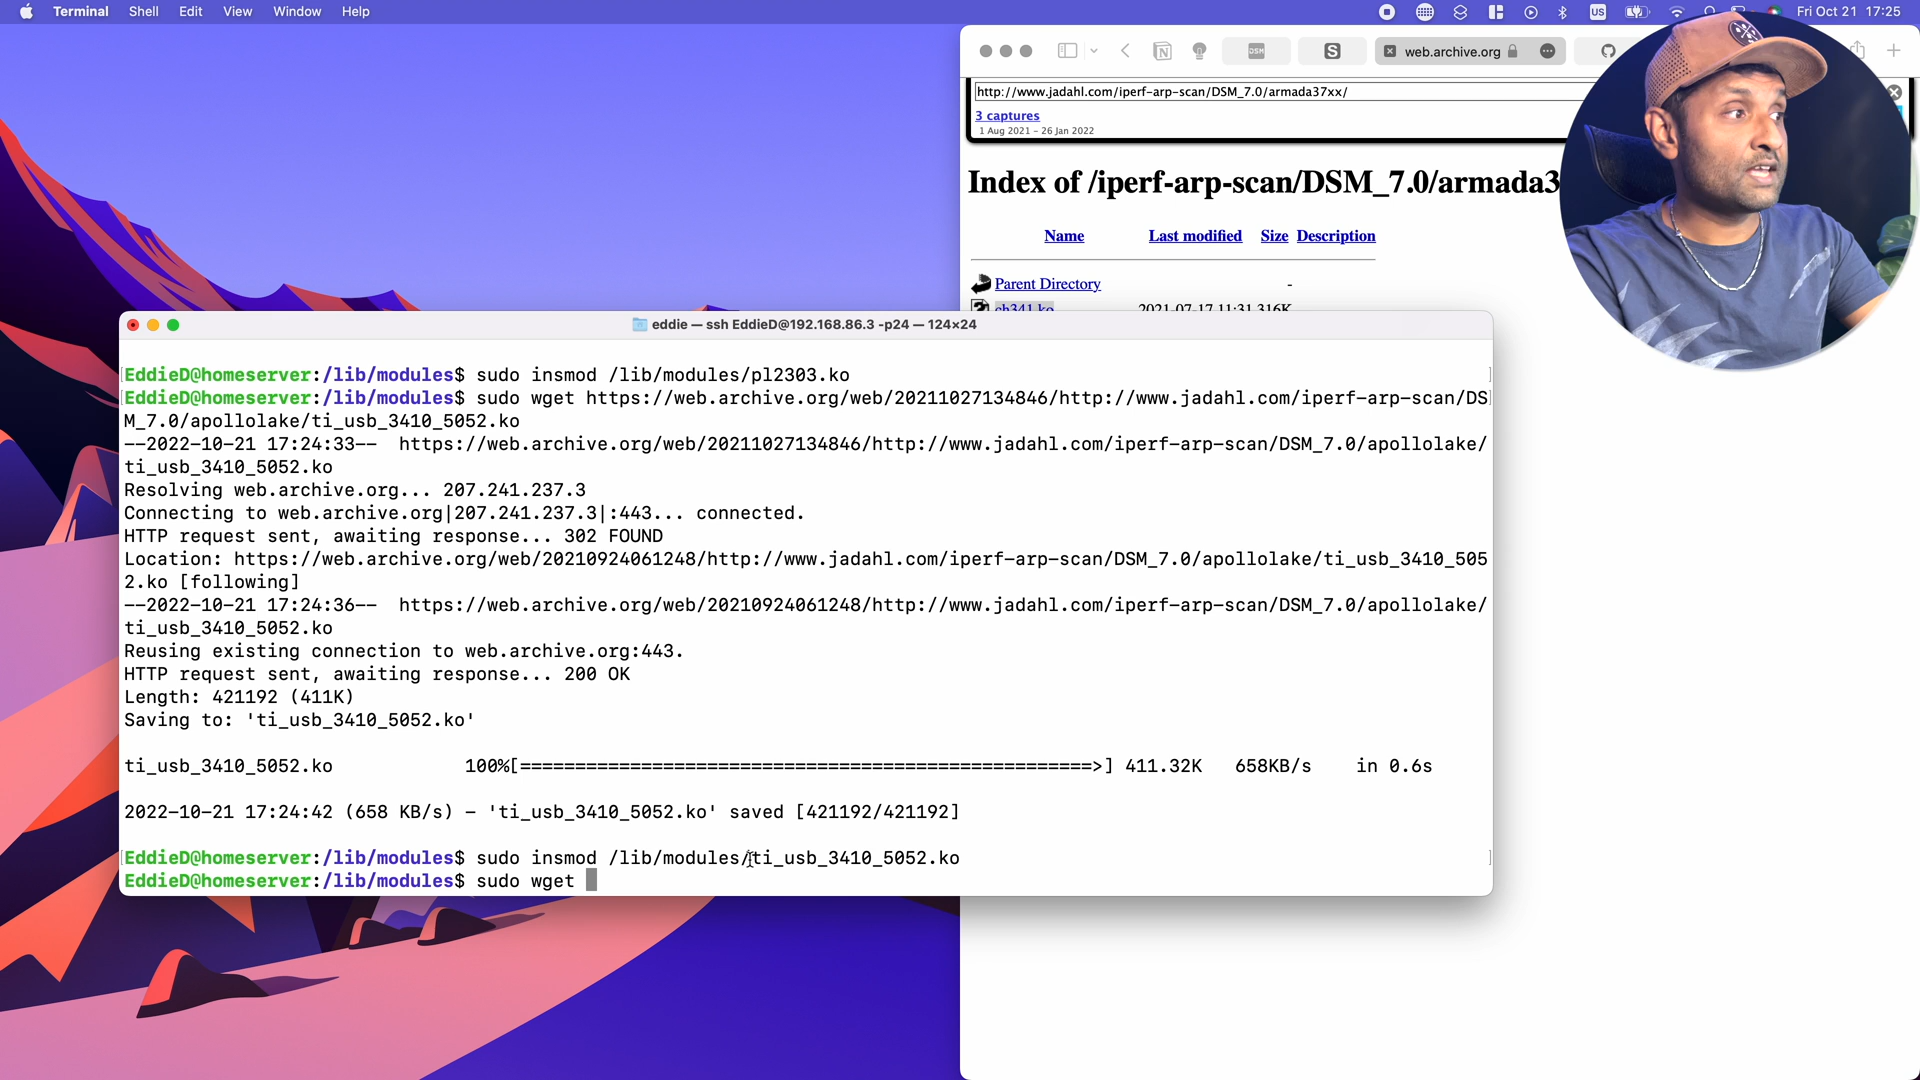 Terminal Shell Edit View Window Help
US
Fri Oct 21 17:25
DSM
S
web.archive.org
http://www.jadahl.com/iperf-arp-scan/DSM_7.0/armada37xx/
3 captures
1 Aug 2021 – 26 Jan 2022
Index of /iperf-arp-scan/DSM_7.0/armada3
Name Last modified Size Description
Parent Directory -
ch341.ko 2021-07-17 11:31 316K
eddie — ssh EddieD@192.168.86.3 -p24 — 124x24
EddieD@homeserver:/lib/modules$ sudo insmod /lib/modules/pl2303.ko
EddieD@homeserver:/lib/modules$ sudo wget https://web.archive.org/web/20211027134846/http://www.jadahl.com/iperf-arp-scan/DS
M_7.0/apollolake/ti_usb_3410_5052.ko
--2022-10-21 17:24:33-- https://web.archive.org/web/20211027134846/http://www.jadahl.com/iperf-arp-scan/DSM_7.0/apollolake/
ti_usb_3410_5052.ko
Resolving web.archive.org... 207.241.237.3
Connecting to web.archive.org|207.241.237.3|:443... connected.
HTTP request sent, awaiting response... 302 FOUND
Location: https://web.archive.org/web/20210924061248/http://www.jadahl.com/iperf-arp-scan/DSM_7.0/apollolake/ti_usb_3410_505
2.ko [following]
--2022-10-21 17:24:36-- https://web.archive.org/web/20210924061248/http://www.jadahl.com/iperf-arp-scan/DSM_7.0/apollolake/
ti_usb_3410_5052.ko
Reusing existing connection to web.archive.org:443.
HTTP request sent, awaiting response... 200 OK
Length: 421192 (411K)
Saving to: 'ti_usb_3410_5052.ko'
ti_usb_3410_5052.ko 100%[====================================================>] 411.32K 658KB/s in 0.6s
2022-10-21 17:24:42 (658 KB/s) - 'ti_usb_3410_5052.ko' saved [421192/421192]
EddieD@homeserver:/lib/modules$ sudo insmod /lib/modules/ti_usb_3410_5052.ko
EddieD@homeserver:/lib/modules$ sudo wget